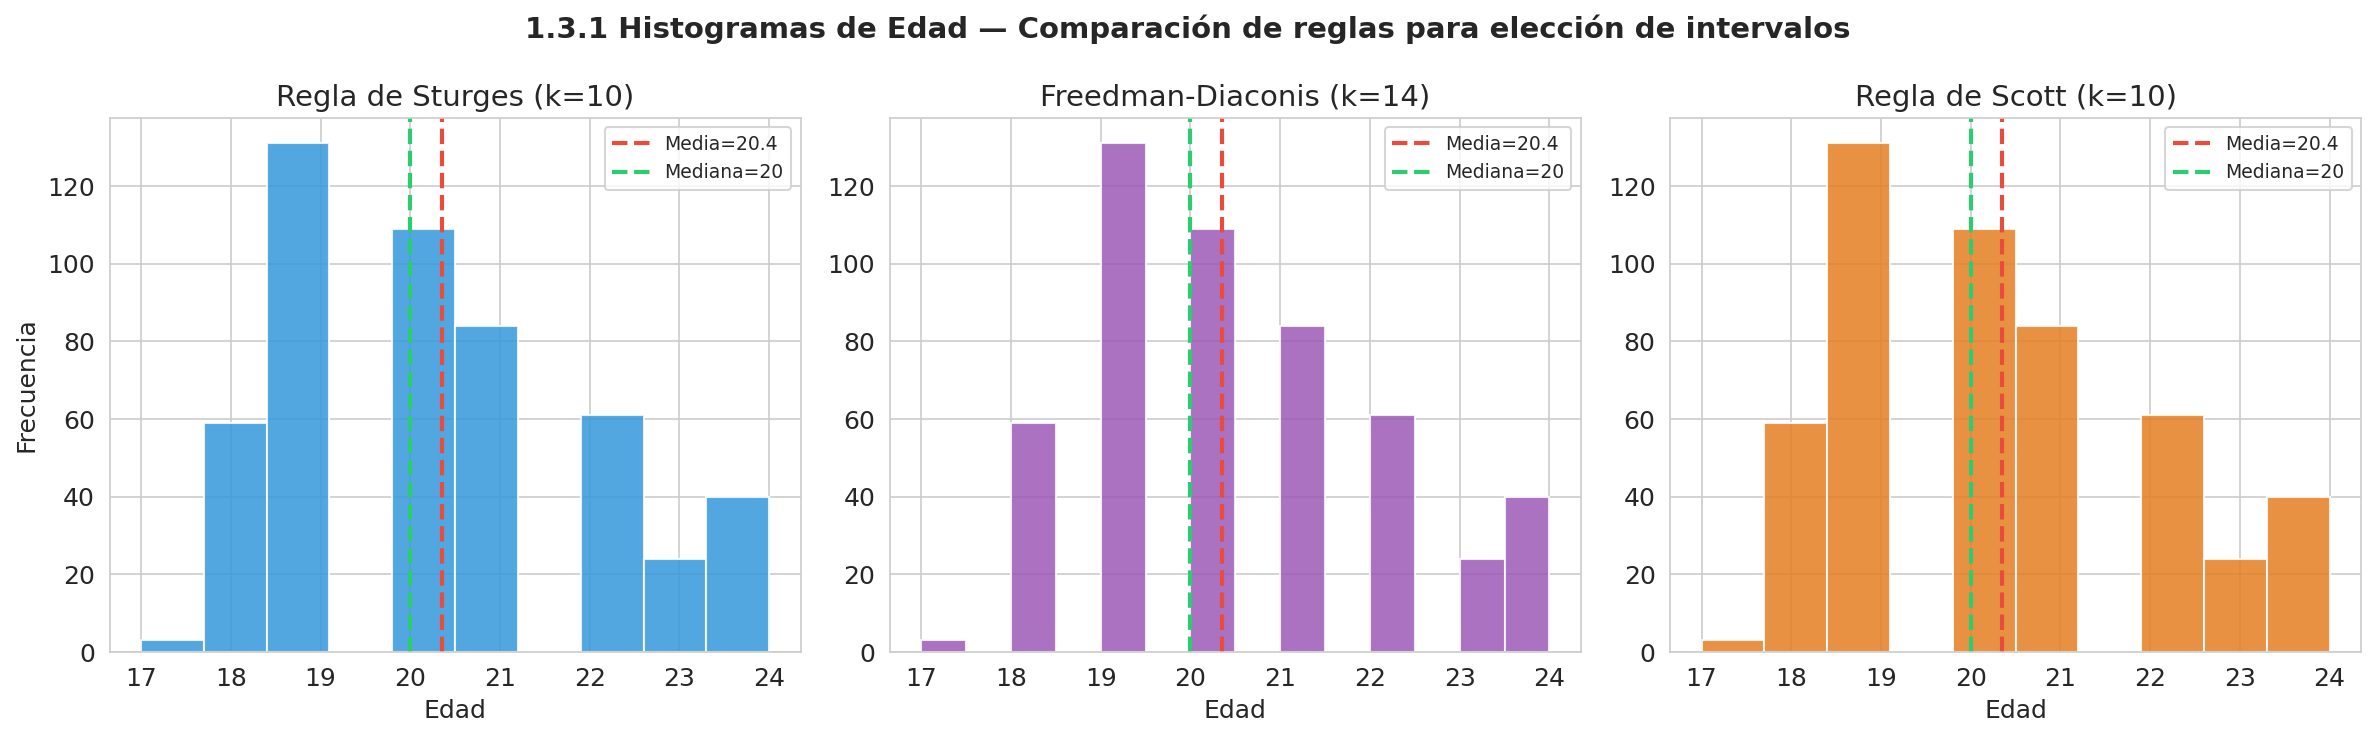 1.3.1 Histogramas de Edad — Comparación de reglas para elección de intervalos
Regla de Sturges (k=10)
Media=20.4
Mediana=20
Frecuencia
120
100
80
60
40
20
0
17 18 19 20 21 22 23 24
Edad
Freedman-Diaconis (k=14)
Media=20.4
Mediana=20
120
100
80
60
40
20
0
17 18 19 20 21 22 23 24
Edad
Regla de Scott (k=10)
Media=20.4
Mediana=20
120
100
80
60
40
20
0
17 18 19 20 21 22 23 24
Edad